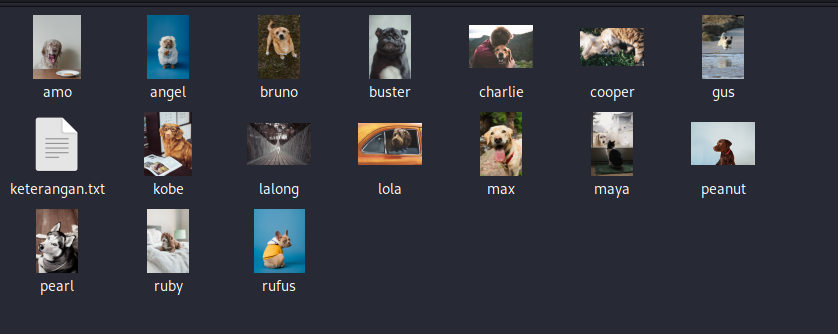 amo angel bruno buster charlie cooper gus
keterangan.txt kobe lalong lola max maya peanut
pearl ruby rufus